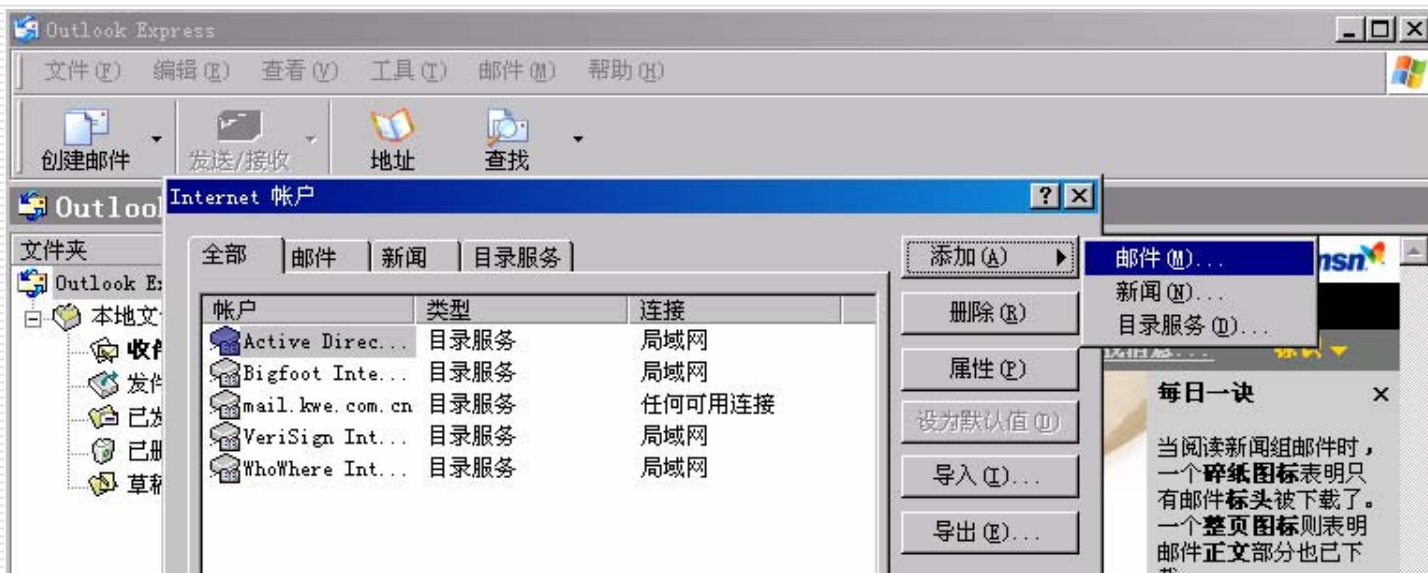 Outlook Express
文件(F) 编辑(E) 查看(V) 工具(T) 邮件(M) 帮助(H)
创建邮件 发送/接收 地址 查找
Outloo
Internet 帐户
文件夹
Outlook E
本地文
收件
发件
已发
已删
草稿
全部 邮件 新闻 目录服务
帐户 类型 连接
Active Direc... 目录服务 局域网
Bigfoot Inte... 目录服务 局域网
mail.kwe.com.cn 目录服务 任何可用连接
VeriSign Int... 目录服务 局域网
WhoWhere Int... 目录服务 局域网
添加(A)
删除(R)
属性(P)
设为默认值(D)
导入(I)...
导出(E)...
邮件(M)...
新闻(N)...
目录服务(D)...
msn
每日一诀
当阅读新闻组邮件时，
一个碎纸图标表明只
有邮件标头被下载了。
一个整页图标则表明
邮件正文部分也已下